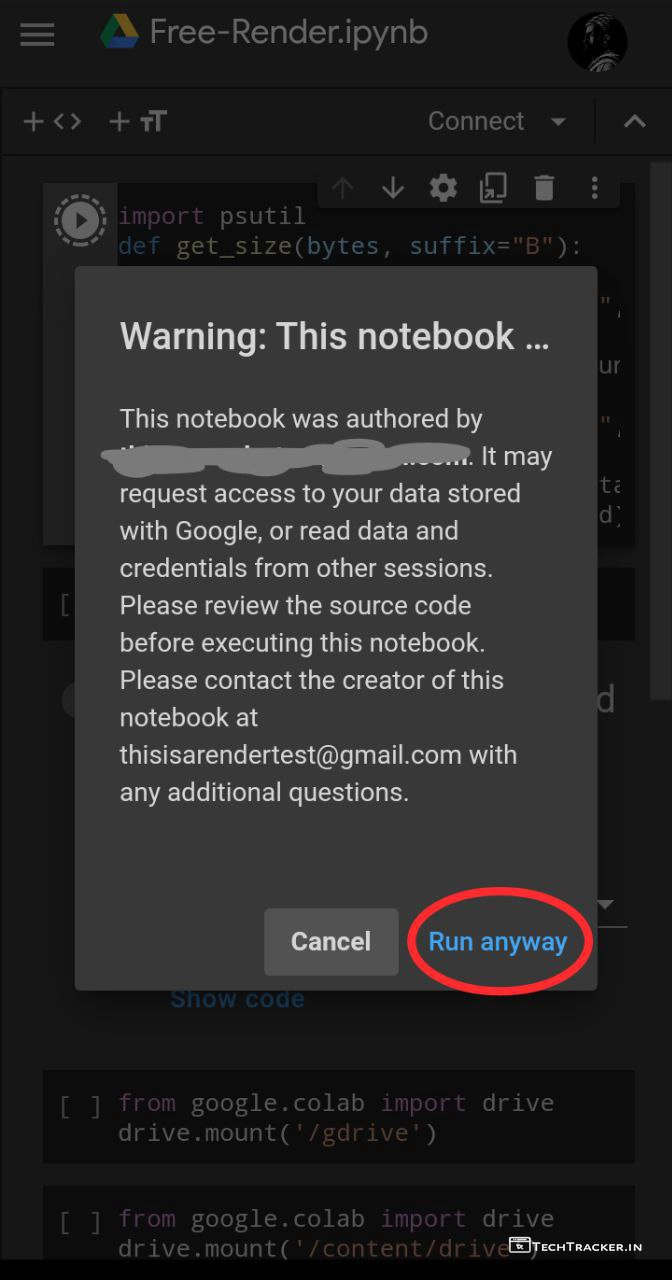 Free-Render.ipynb
+ <> + TT
Connect
import psutil
def get_size(bytes, suffix="B"):
",
ur
",
ta
d)
Warning: This notebook ...
This notebook was authored by
. It may
request access to your data stored
with Google, or read data and
credentials from other sessions.
Please review the source code
before executing this notebook.
Please contact the creator of this
notebook at
thisisarendertest@gmail.com with
any additional questions.
[
d
Cancel Run anyway
Show code
[ ] from google.colab import drive
drive.mount('/gdrive')
[ ] from google.colab import drive
drive.mount('/content/drive
TECHTRACKER.IN